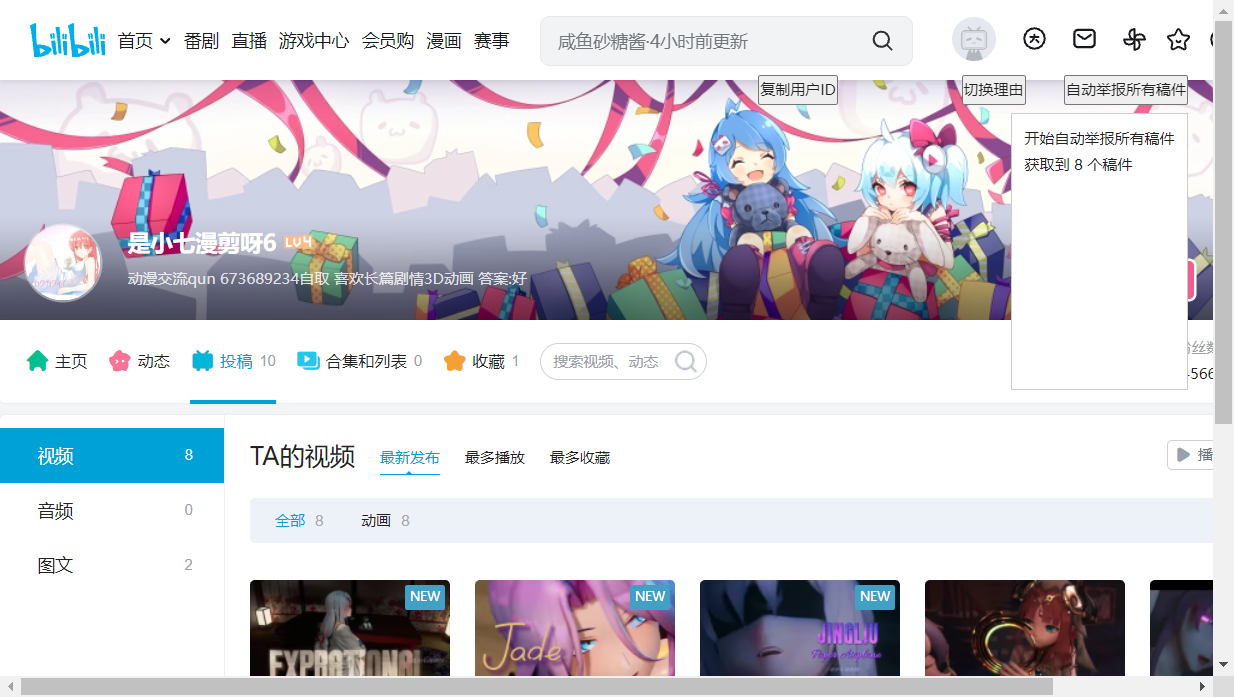 bilibili 首页 番剧 直播 游戏中心 会员购 漫画 赛事 咸鱼砂糖酱·4小时前更新
复制用户ID 切换理由 自动举报所有稿件
开始自动举报所有稿件
获取到 8 个稿件
是小七漫剪呀6 LV4
动漫交流qun 673689234自取 喜欢长篇剧情3D动画 答案:好
主页 动态 投稿 10 合集和列表 0 收藏 1 搜索视频、动态
视频 8
音频 0
图文 2
TA的视频 最新发布 最多播放 最多收藏 播
全部 8 动画 8
NEW NEW NEW
EXPRATIONAL Jade JINGLIU